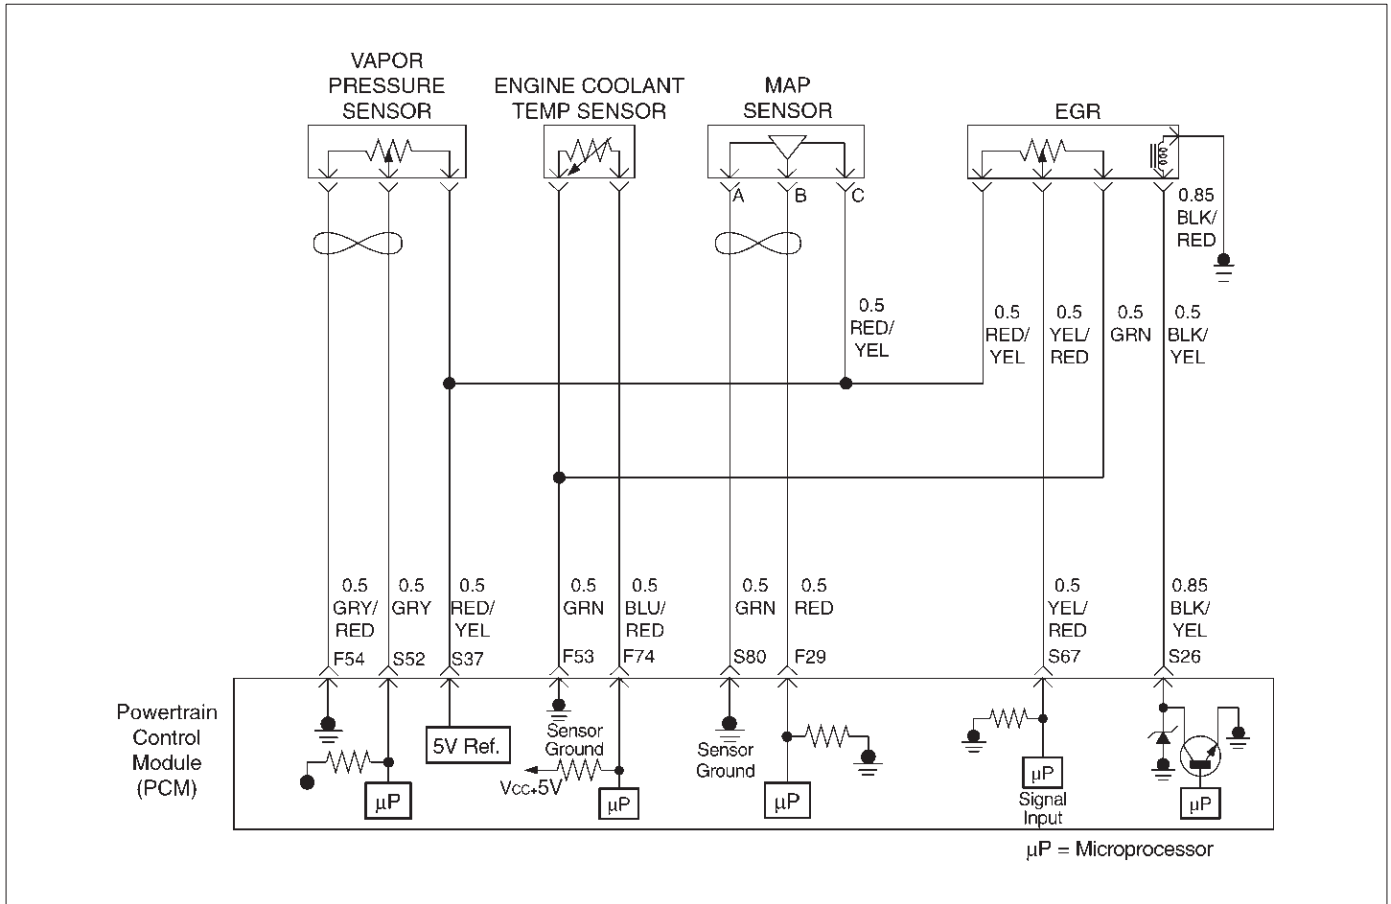 VAPOR
PRESSURE
SENSOR
ENGINE COOLANT
TEMP SENSOR
MAP
SENSOR
EGR
A
B
C
0.85
BLK/
RED
0.5
RED/
YEL
0.5
RED/
YEL
0.5
YEL/
RED
0.5
GRN
0.5
BLK/
YEL
0.5
GRY/
RED
0.5
GRY
0.5
RED/
YEL
0.5
GRN
0.5
BLU/
RED
0.5
GRN
0.5
RED
0.5
YEL/
RED
0.85
BLK/
YEL
F54
S52
S37
F53
F74
S80
F29
S67
S26
Powertrain
Control
Module
(PCM)
µP
5V Ref.
Sensor
Ground
Vcc+5V
µP
Sensor
Ground
µP
µP
Signal
Input
µP
µP = Microprocessor